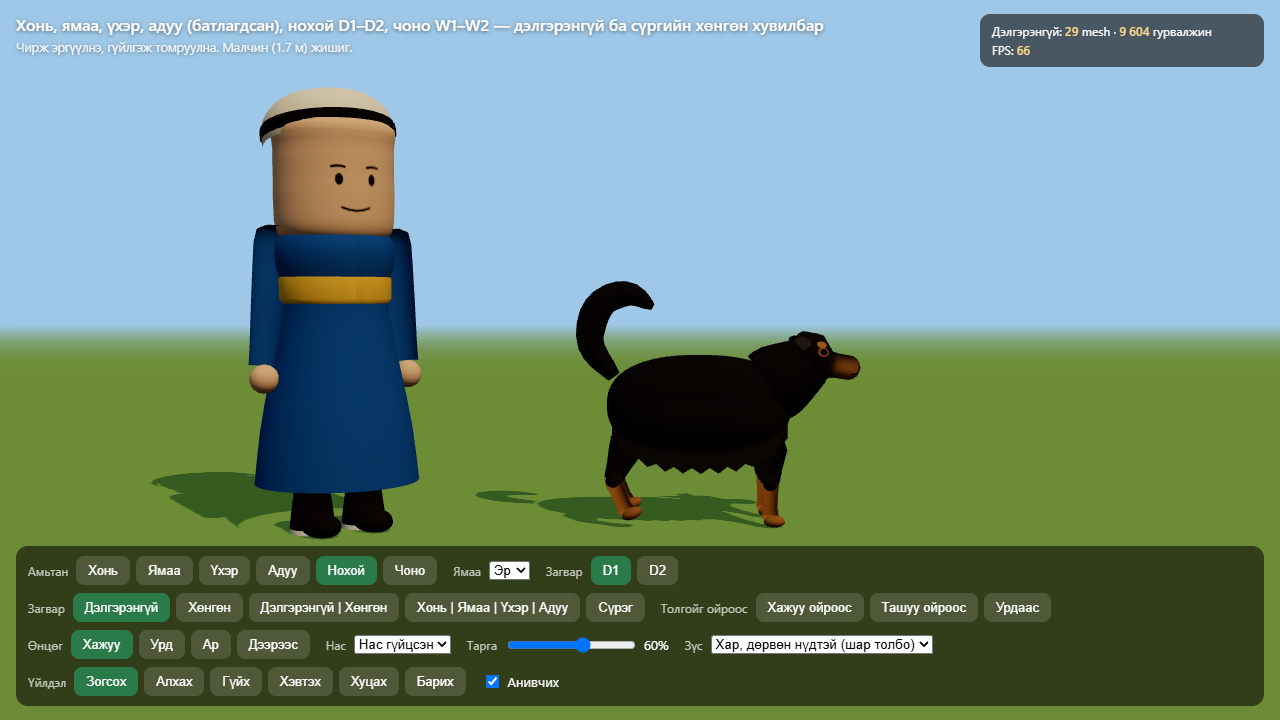 Хонь, ямаа, үхэр, адуу (батлагдсан), нохой D1–D2, чоно W1–W2 — дэлгэрэнгүй ба сүргийн хөнгөн хувилбар
Чирж эргүүлнэ, гүйлгэж томруулна. Малчин (1.7 м) жишиг.
Дэлгэрэнгүй: 29 mesh · 9 604 гурвалжин
FPS: 66
Амьтан Хонь Ямаа Үхэр Адуу Нохой Чоно Ямаа Эр Загвар D1 D2
Загвар Дэлгэрэнгүй Хөнгөн Дэлгэрэнгүй | Хөнгөн Хонь | Ямаа | Үхэр | Адуу Сүрэг Толгойг ойроос Хажуу ойроос Ташуу ойроос Урдаас
Өнцөг Хажуу Урд Ар Дээрээс Нас Нас гүйцсэн Тарга 60% Зүс Хар, дөрвөн нүдтэй (шар толбо)
Үйлдэл Зогсох Алхах Гүйх Хэвтэх Хуцах Барих Анивчих